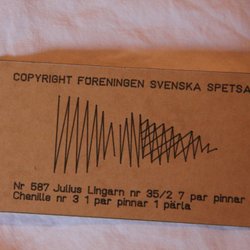 COPYRIGHT FÖRENINGEN SVENSKA SPETSA
Nr 587 Julius Lingarn nr 35/2 7 par pinnar
Chenille nr 3 1 par pinnar 1 pärla